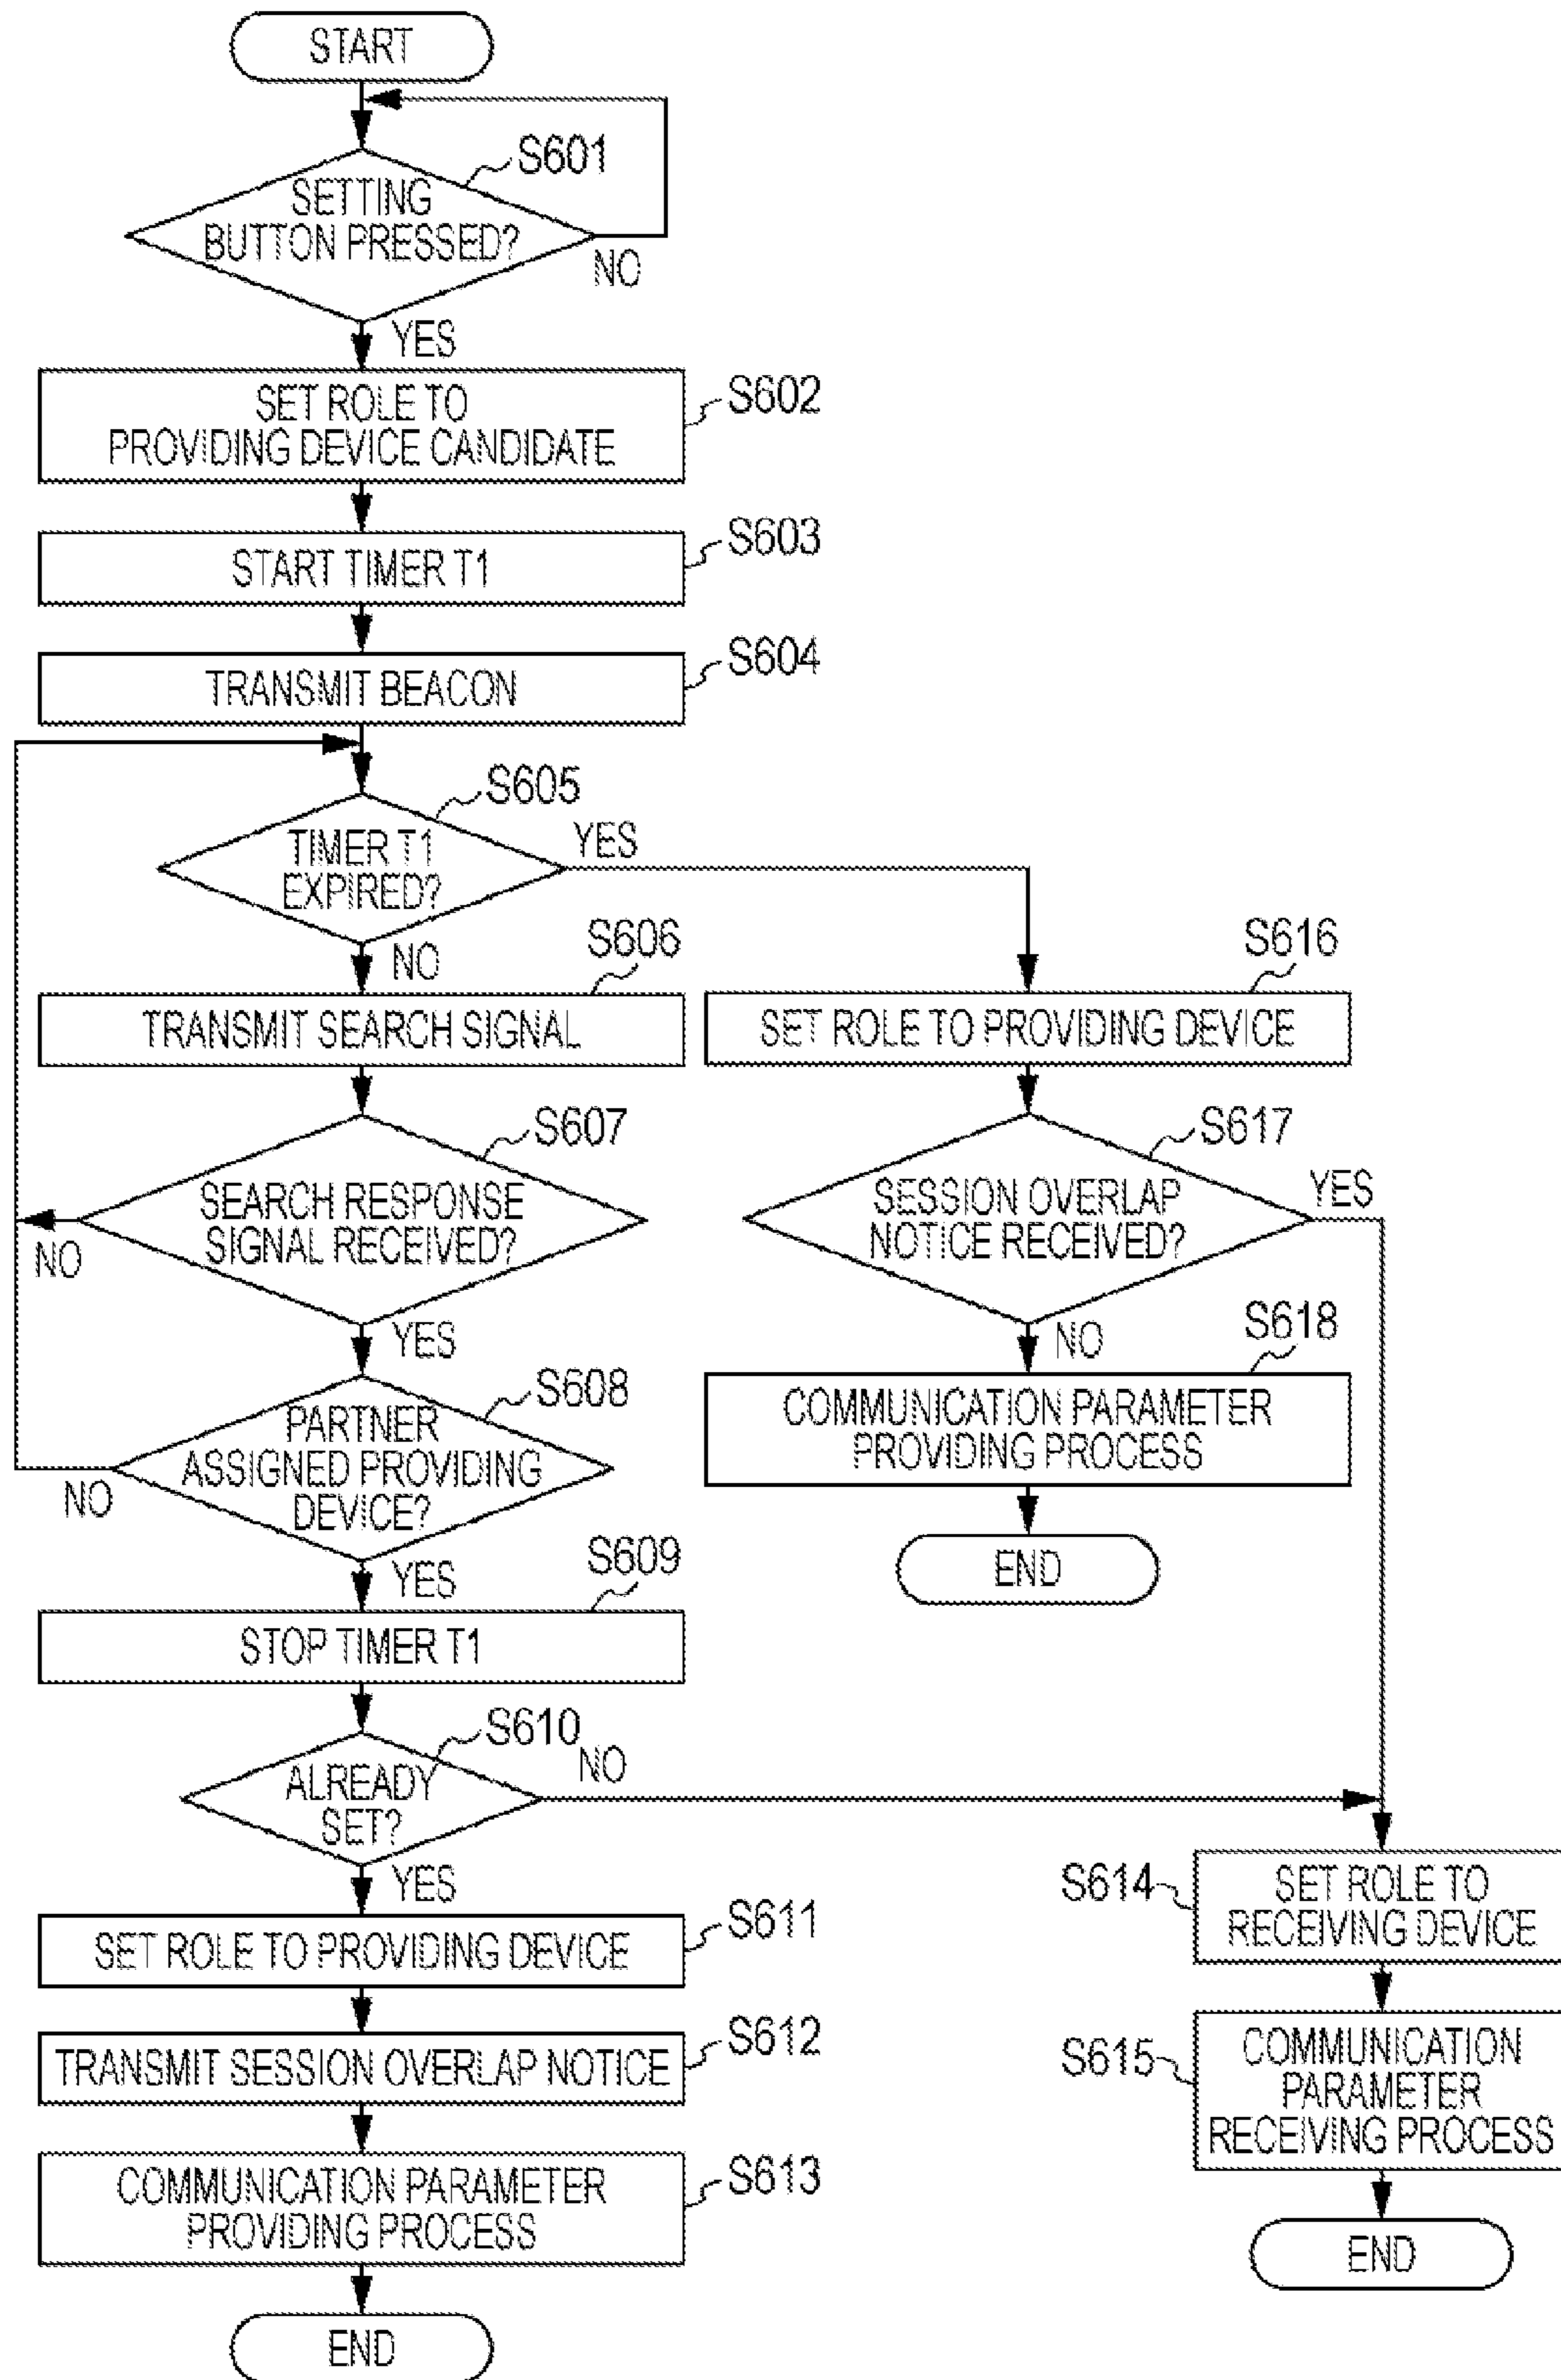 START
S601
SETTING
BUTTON PRESSED?
NO
YES
SET ROLE TO
PROVIDING DEVICE CANDIDATE
S602
START TIMER T1
S603
TRANSMIT BEACON
S604
S605
TIMER T1
EXPIRED?
YES
NO
S606
TRANSMIT SEARCH SIGNAL
S607
SEARCH RESPONSE
SIGNAL RECEIVED?
NO
YES
S608
PARTNER
ASSIGNED PROVIDING
DEVICE?
NO
YES
S609
STOP TIMER T1
S610
ALREADY
SET?
NO
YES
SET ROLE TO PROVIDING DEVICE
S611
TRANSMIT SESSION OVERLAP NOTICE
S612
COMMUNICATION PARAMETER
PROVIDING PROCESS
S613
END
S616
SET ROLE TO PROVIDING DEVICE
S617
SESSION OVERLAP
NOTICE RECEIVED?
YES
NO
S618
COMMUNICATION PARAMETER
PROVIDING PROCESS
END
S614
SET ROLE TO
RECEIVING DEVICE
S615
COMMUNICATION
PARAMETER
RECEIVING PROCESS
END